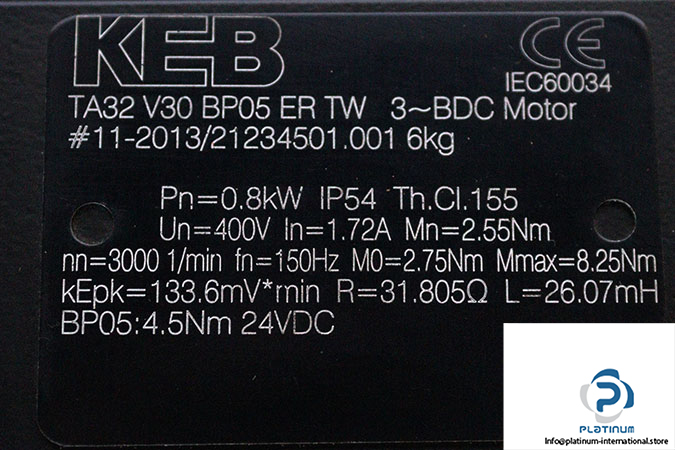 KEB CE
IEC60034
TA32 V30 BP05 ER TW 3~BDC Motor
#11-2013/21234501.001 6kg
Pn=0.8kW IP54 Th.Cl.155
Un=400V In=1.72A Mn=2.55Nm
nn=3000 1/min fn=150Hz M0=2.75Nm Mmax=8.25Nm
kEpk=133.6mV*min R=31.805Ω L=26.07mH
BP05:4.5Nm 24VDC
PLATINUM
Info@platinum-international.store